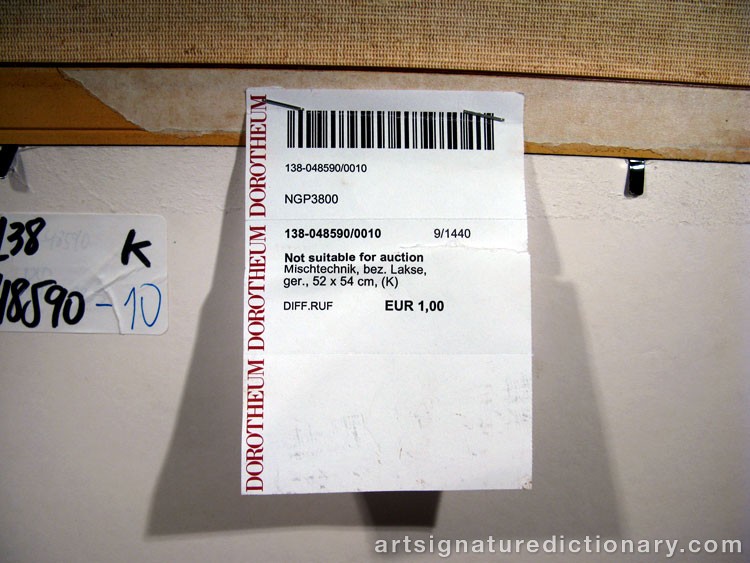 DOROTHEUM DOROTHEUM DOROTHEUM
138-048590/0010
NGP3800
138-048590/0010 9/1440
Not suitable for auction
Mischtechnik, bez. Lakse,
ger., 52 x 54 cm, (K)
DIFF.RUF EUR 1,00
138 K
48590 -10
artsignaturedictionary.com